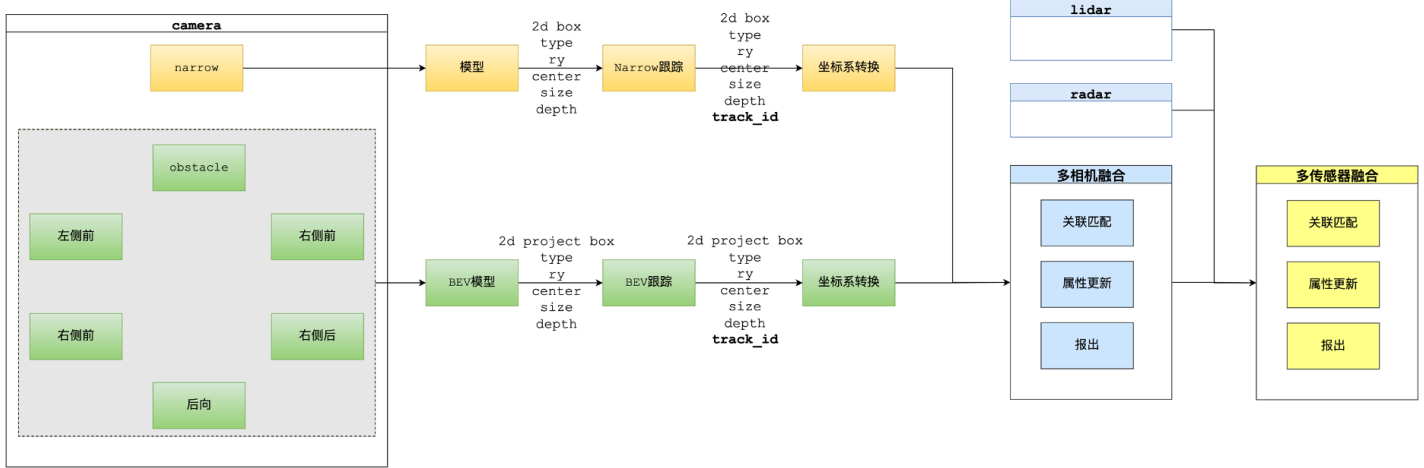 camera
narrow
obstacle
左侧前
右侧前
右侧前
右侧后
后向
模型
2d box
type
ry
center
size
depth
Narrow跟踪
2d box
type
ry
center
size
depth
track_id
坐标系转换
BEV模型
2d project box
type
ry
center
size
depth
BEV跟踪
2d project box
type
ry
center
size
depth
track_id
坐标系转换
lidar
radar
多相机融合
关联匹配
属性更新
报出
多传感器融合
关联匹配
属性更新
报出